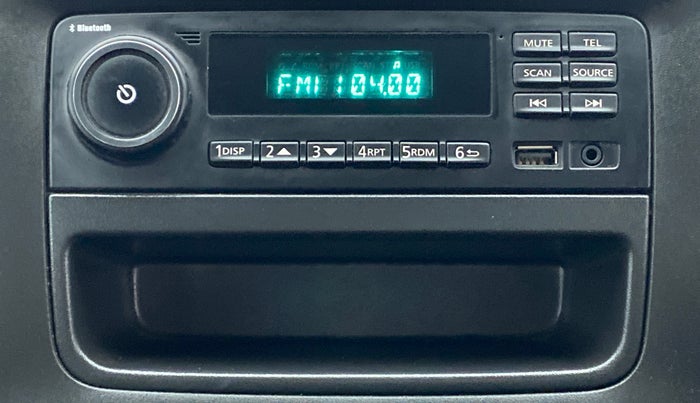 Bluetooth
MUTE TEL
FM1 104.00
SCAN SOURCE
1DISP 2 3 4RPT 5RDM 6